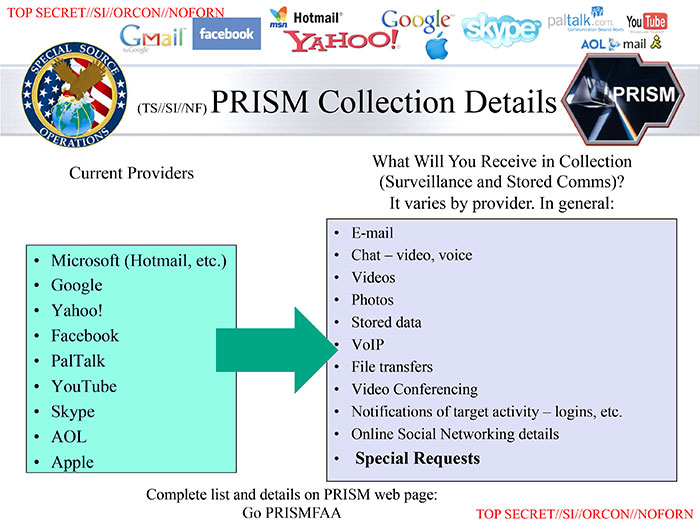 TOP SECRET//SI//ORCON//NOFORN
Gmail
by Google
facebook
msn
Hotmail
YAHOO!
Google
skype
paltalk.com
Communication Beyond Words
YouTube
AOL mail
SPECIAL SOURCE
OPERATIONS
(TS//SI//NF) PRISM Collection Details
PRISM
Current Providers
What Will You Receive in Collection
(Surveillance and Stored Comms)?
It varies by provider. In general:
• Microsoft (Hotmail, etc.)
• Google
• Yahoo!
• Facebook
• PalTalk
• YouTube
• Skype
• AOL
• Apple
• E-mail
• Chat – video, voice
• Videos
• Photos
• Stored data
• VoIP
• File transfers
• Video Conferencing
• Notifications of target activity – logins, etc.
• Online Social Networking details
• Special Requests
Complete list and details on PRISM web page:
Go PRISMFAA
TOP SECRET//SI//ORCON//NOFORN